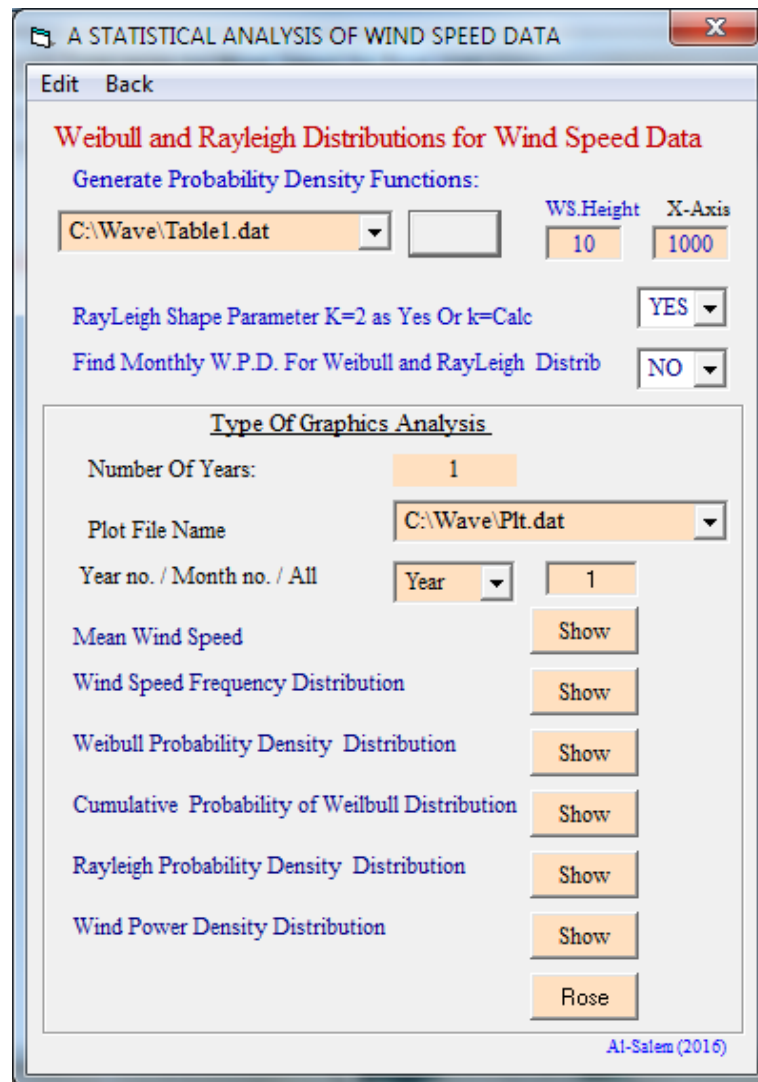 A STATISTICAL ANALYSIS OF WIND SPEED DATA
Edit Back
Weibull and Rayleigh Distributions for Wind Speed Data
Generate Probability Density Functions:
WS.Height X-Axis
C:\Wave\Table1.dat 10 1000
RayLeigh Shape Parameter K=2 as Yes Or k=Calc YES
Find Monthly W.P.D. For Weibull and RayLeigh Distrib NO
Type Of Graphics Analysis
Number Of Years: 1
Plot File Name C:\Wave\Plt.dat
Year no. / Month no. / All Year 1
Mean Wind Speed Show
Wind Speed Frequency Distribution Show
Weibull Probability Density Distribution Show
Cumulative Probability of Weilbull Distribution Show
Rayleigh Probability Density Distribution Show
Wind Power Density Distribution Show
Rose
Al-Salem (2016)